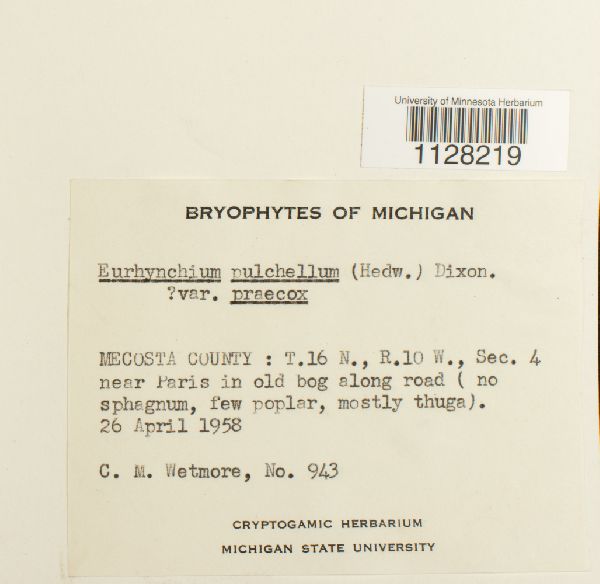 University of Minnesota Herbarium
1128219
BRYOPHYTES OF MICHIGAN
Eurhynchium pulchellum (Hedw.) Dixon.
?var. praecox
MECOSTA COUNTY : T.16 N., R.10 W., Sec. 4
near Paris in old bog along road ( no
sphagnum, few poplar, mostly thuga).
26 April 1958
C. M. Wetmore, No. 943
CRYPTOGAMIC HERBARIUM
MICHIGAN STATE UNIVERSITY